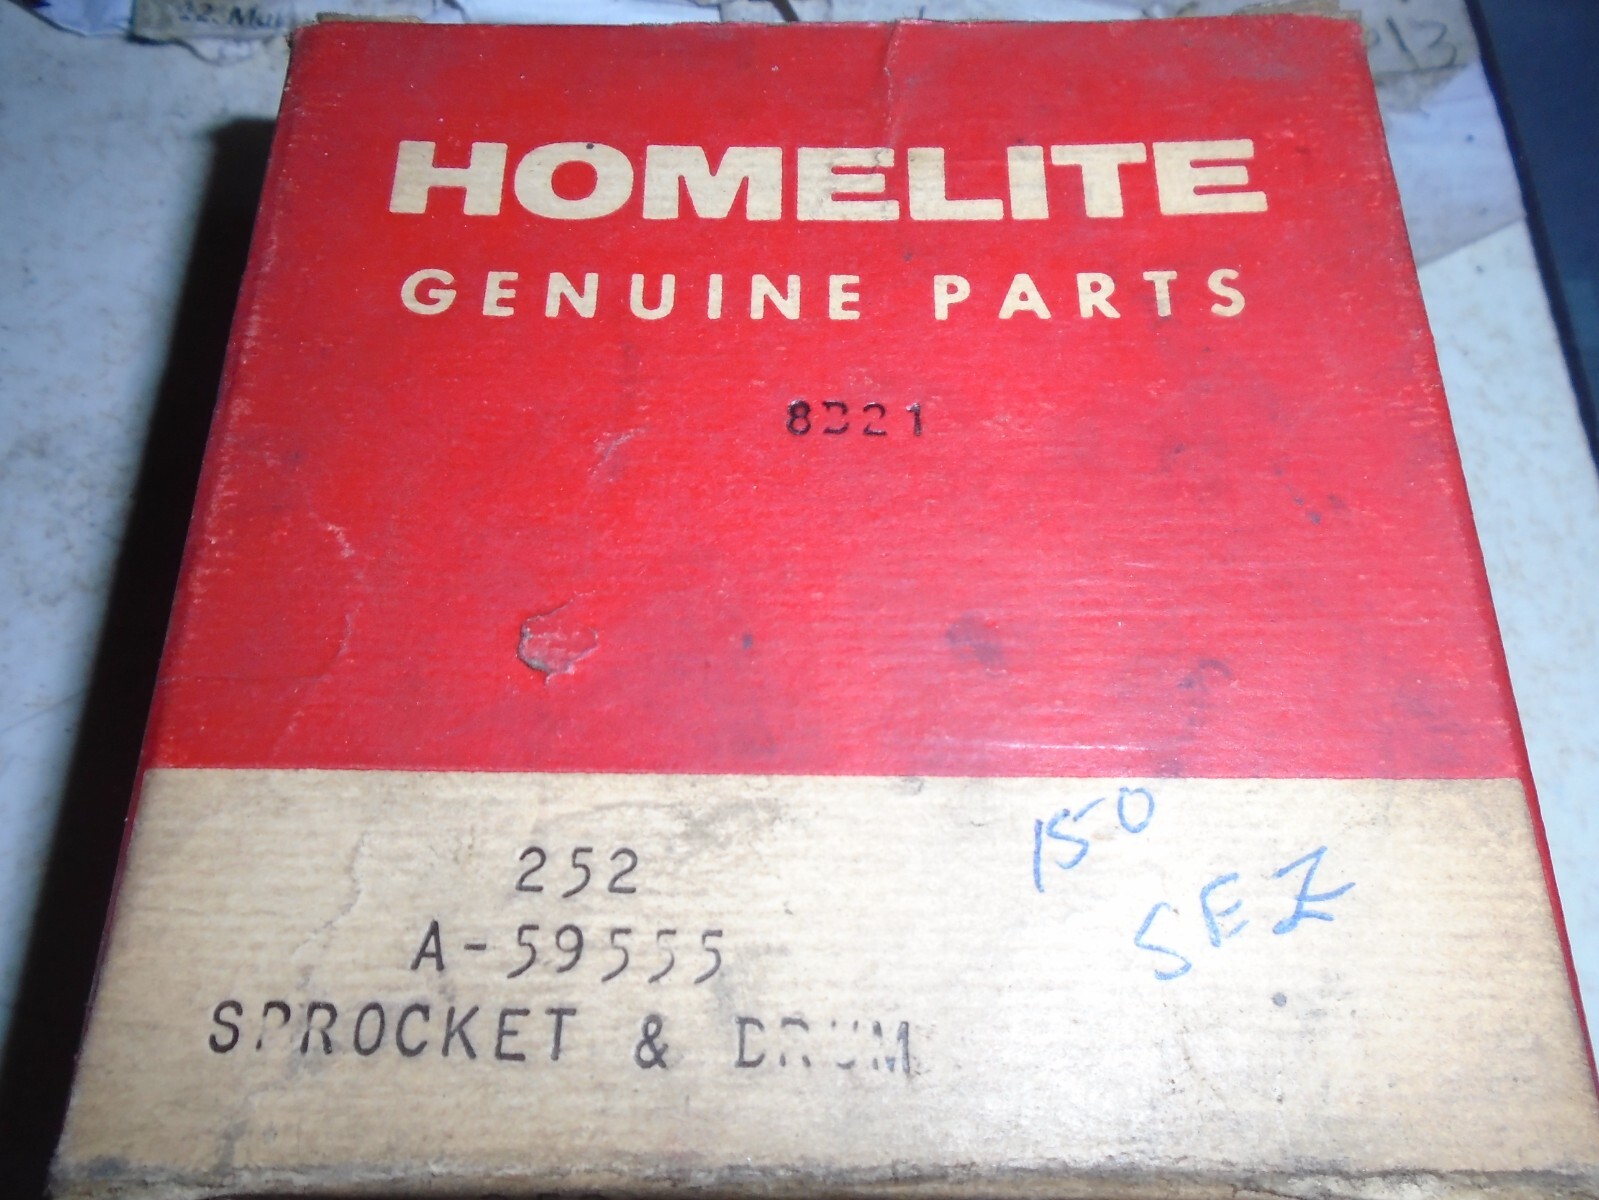 HOMELITE
GENUINE PARTS
8D21
252
A-59555
SPROCKET & DRUM
150
SEZ